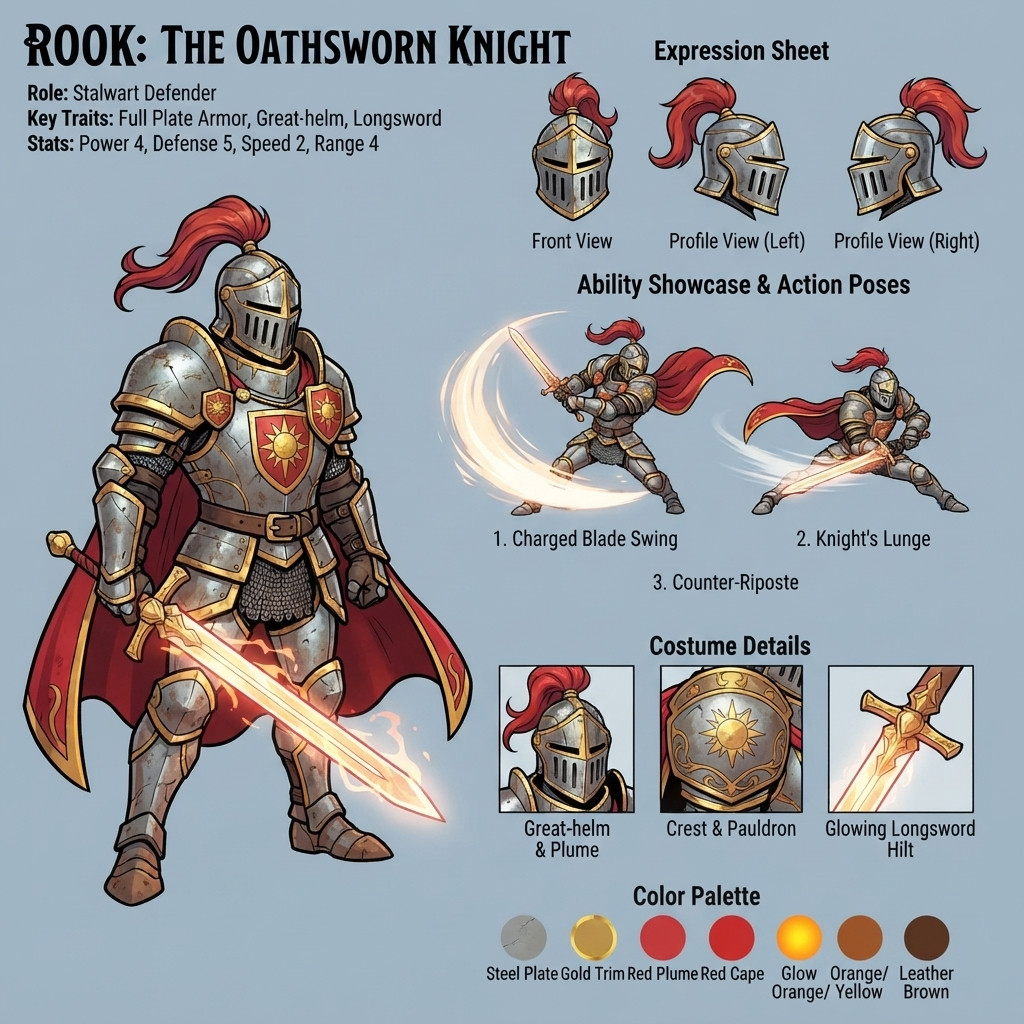 ROOK: THE OATHSWORN KNIGHT
Role: Stalwart Defender
Key Traits: Full Plate Armor, Great-helm, Longsword
Stats: Power 4, Defense 5, Speed 2, Range 4
Expression Sheet
Front View
Profile View (Left)
Profile View (Right)
Ability Showcase & Action Poses
1. Charged Blade Swing
2. Knight's Lunge
3. Counter-Riposte
Costume Details
Great-helm
& Plume
Crest & Pauldron
Glowing Longsword
Hilt
Color Palette
Steel Plate
Gold Trim
Red Plume
Red Cape
Glow
Orange/
Orange/
Yellow
Leather
Brown